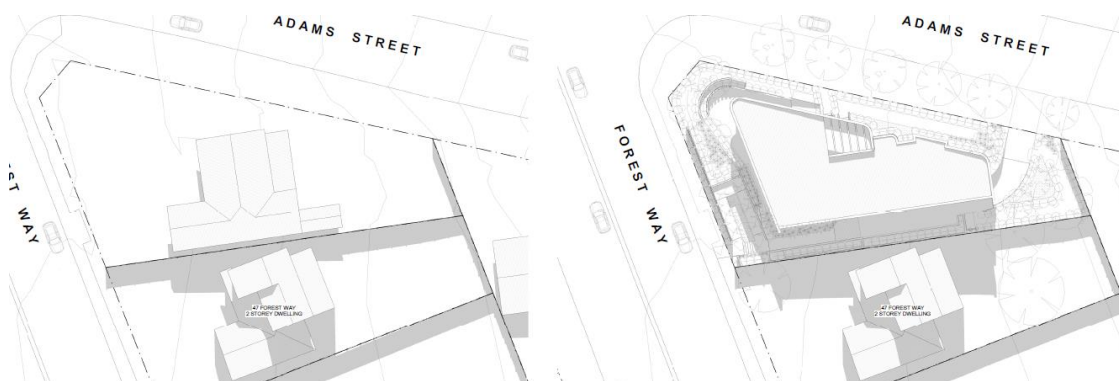 ADAMS STREET
EST WAY
47 FOREST WAY
2 STOREY DWELLING
ADAMS STREET
FOREST WAY
47 FOREST WAY
2 STOREY DWELLING